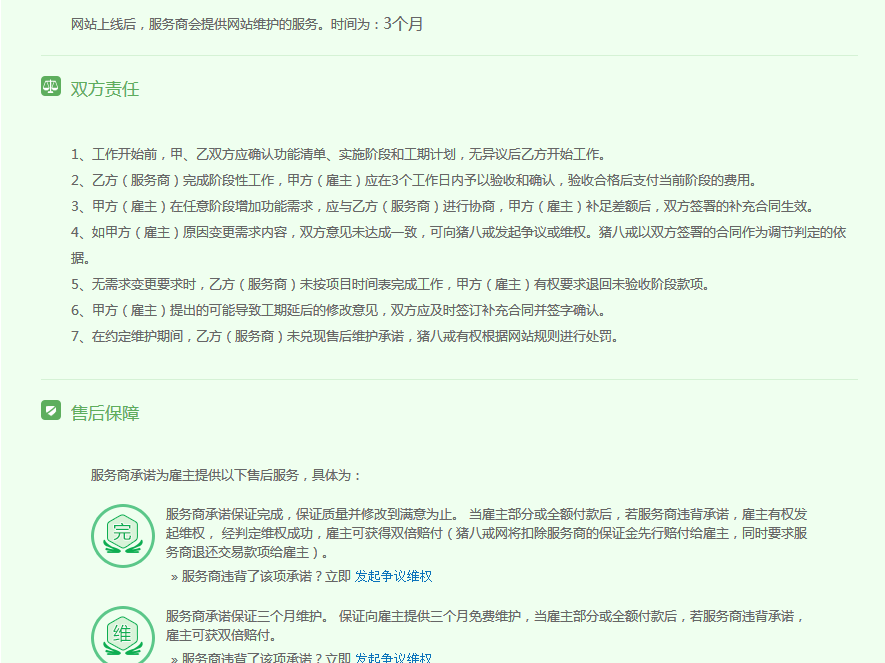 网站上线后，服务商会提供网站维护的服务。时间为：3个月
双方责任
1、工作开始前，甲、乙双方应确认功能清单、实施阶段和工期计划，无异议后乙方开始工作。
2、乙方（服务商）完成阶段性工作，甲方（雇主）应在3个工作日内予以验收和确认，验收合格后支付当前阶段的费用。
3、甲方（雇主）在任意阶段增加功能需求，应与乙方（服务商）进行协商，甲方（雇主）补足差额后，双方签署的补充合同生效。
4、如甲方（雇主）原因变更需求内容，双方意见未达成一致，可向猪八戒发起争议或维权。猪八戒以双方签署的合同作为调节判定的依
据。
5、无需求变更要求时，乙方（服务商）未按项目时间表完成工作，甲方（雇主）有权要求退回未验收阶段款项。
6、甲方（雇主）提出的可能导致工期延后的修改意见，双方应及时签订补充合同并签字确认。
7、在约定维护期间，乙方（服务商）未兑现售后维护承诺，猪八戒有权根据网站规则进行处罚。
售后保障
服务商承诺为雇主提供以下售后服务，具体为：
完
服务商承诺保证完成，保证质量并修改到满意为止。 当雇主部分或全额付款后，若服务商违背承诺，雇主有权发
起维权， 经判定维权成功，雇主可获得双倍赔付（猪八戒网将扣除服务商的保证金先行赔付给雇主，同时要求服
务商退还交易款项给雇主）。
» 服务商违背了该项承诺？立即 发起争议维权
维
服务商承诺保证三个月维护。 保证向雇主提供三个月免费维护，当雇主部分或全额付款后，若服务商违背承诺，
雇主可获双倍赔付。
» 服务商违背了该项承诺？立即 发起争议维权